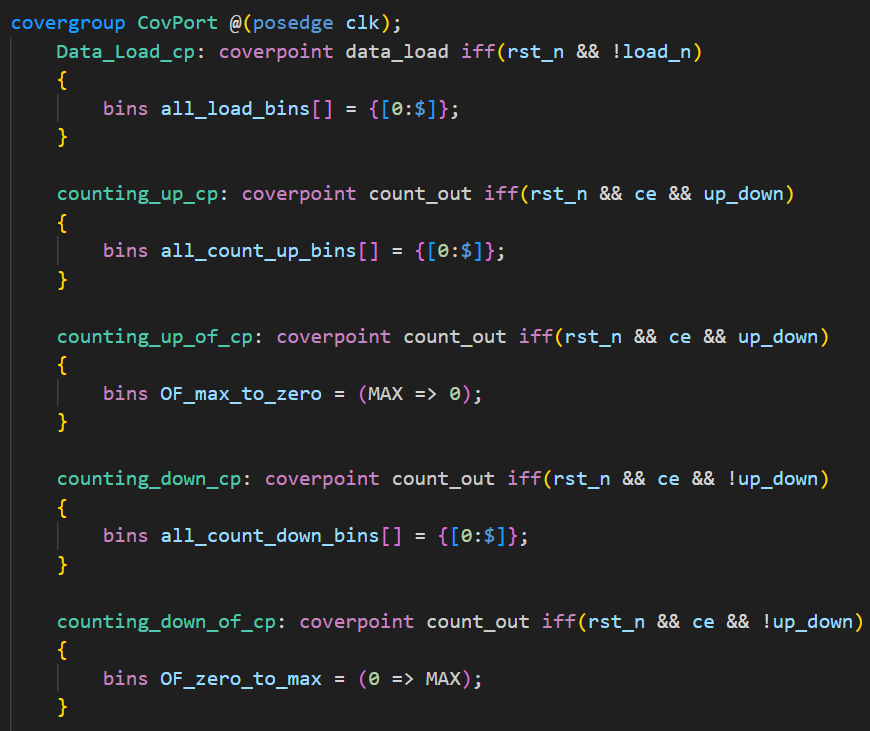 covergroup CovPort @(posedge clk);
Data_Load_cp: coverpoint data_load iff(rst_n && !load_n)
{
bins all_load_bins[] = {[0:$]};
}
counting_up_cp: coverpoint count_out iff(rst_n && ce && up_down)
{
bins all_count_up_bins[] = {[0:$]};
}
counting_up_of_cp: coverpoint count_out iff(rst_n && ce && up_down)
{
bins OF_max_to_zero = (MAX => 0);
}
counting_down_cp: coverpoint count_out iff(rst_n && ce && !up_down)
{
bins all_count_down_bins[] = {[0:$]};
}
counting_down_of_cp: coverpoint count_out iff(rst_n && ce && !up_down)
{
bins OF_zero_to_max = (0 => MAX);
}